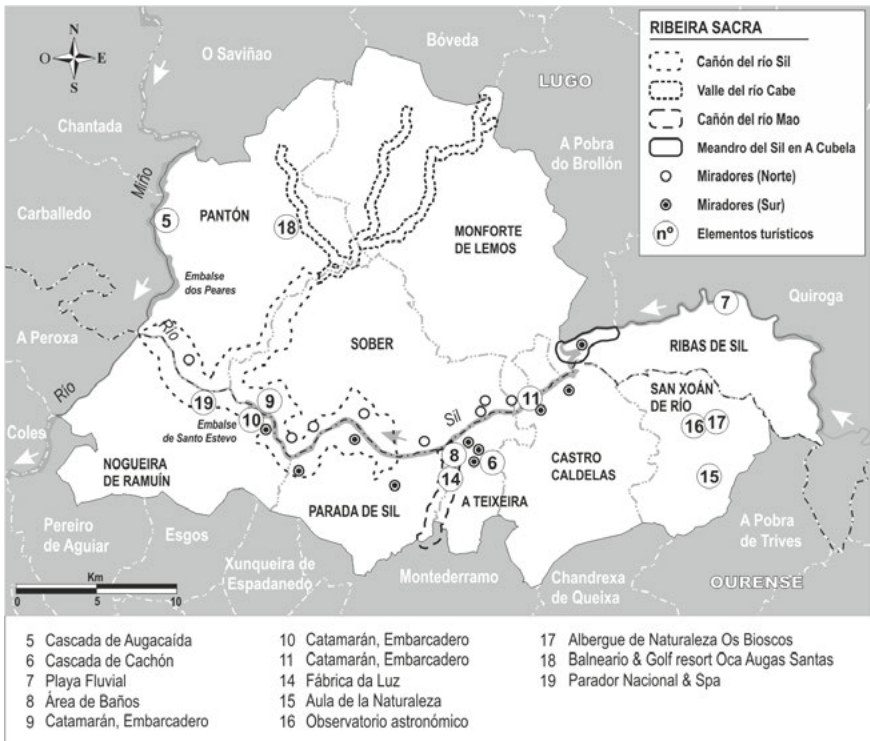 N
O
E
S
O Saviñao
Bóveda
LUGO
Chantada
A Pobra
do Brollón
Carballedo
Miño
5
PANTÓN
18
MONFORTE
DE LEMOS
Embalse
dos Peares
7
Quiroga
A Peroxa
Río
SOBER
RIBAS DE SIL
Río
19
9
10
Sil
11
SAN XOÁN
DE RÍO
16
17
Coles
Embalse
de Santo Estevo
8
6
CASTRO
CALDELAS
NOGUEIRA
DE RAMUÍN
14
15
PARADA DE SIL
A TEIXEIRA
Pereiro
de Aguiar
Esgos
A Pobra
de Trives
Xunqueira de
Espadanedo
Montederramo
Chandrexa
de Queixa
OURENSE
Km
0
5
10
RIBEIRA SACRA
Cañón del río Sil
Valle del río Cabe
Cañón del río Mao
Meandro del Sil en A Cubela
Miradores (Norte)
Miradores (Sur)
nº Elementos turísticos
5 Cascada de Augacaída
6 Cascada de Cachón
7 Playa Fluvial
8 Área de Baños
9 Catamarán, Embarcadero
10 Catamarán, Embarcadero
11 Catamarán, Embarcadero
14 Fábrica da Luz
15 Aula de la Naturaleza
16 Observatorio astronómico
17 Albergue de Naturaleza Os Bioscos
18 Balneario & Golf resort Oca Augas Santas
19 Parador Nacional & Spa